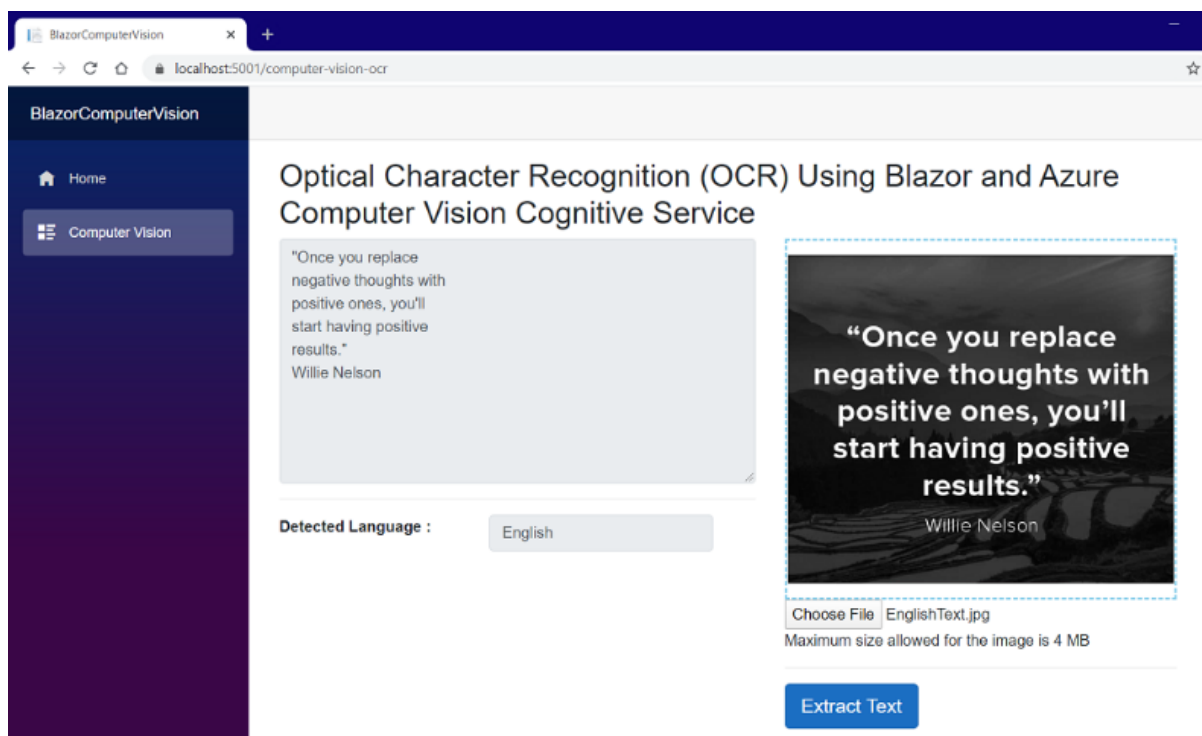 BlazorComputerVision
localhost:5001/computer-vision-ocr
BlazorComputerVision
Home
Computer Vision
Optical Character Recognition (OCR) Using Blazor and Azure
Computer Vision Cognitive Service
"Once you replace
negative thoughts with
positive ones, you'll
start having positive
results."
Willie Nelson
Detected Language :
English
“Once you replace
negative thoughts with
positive ones, you’ll
start having positive
results.”
Willie Nelson
Choose File EnglishText.jpg
Maximum size allowed for the image is 4 MB
Extract Text